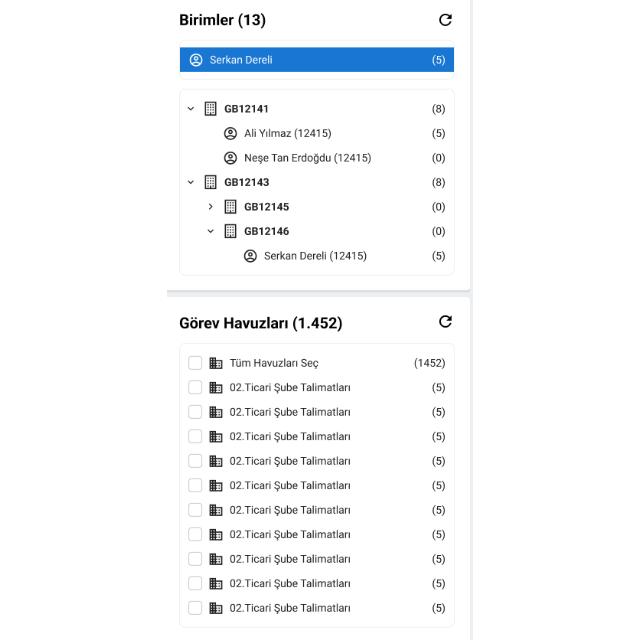 Birimler (13)
Serkan Dereli (5)
GB12141 (8)
Ali Yılmaz (12415) (5)
Neşe Tan Erdoğdu (12415) (0)
GB12143 (8)
GB12145 (0)
GB12146 (0)
Serkan Dereli (12415) (5)
Görev Havuzları (1.452)
Tüm Havuzları Seç (1452)
02.Ticari Şube Talimatları (5)
02.Ticari Şube Talimatları (5)
02.Ticari Şube Talimatları (5)
02.Ticari Şube Talimatları (5)
02.Ticari Şube Talimatları (5)
02.Ticari Şube Talimatları (5)
02.Ticari Şube Talimatları (5)
02.Ticari Şube Talimatları (5)
02.Ticari Şube Talimatları (5)
02.Ticari Şube Talimatları (5)